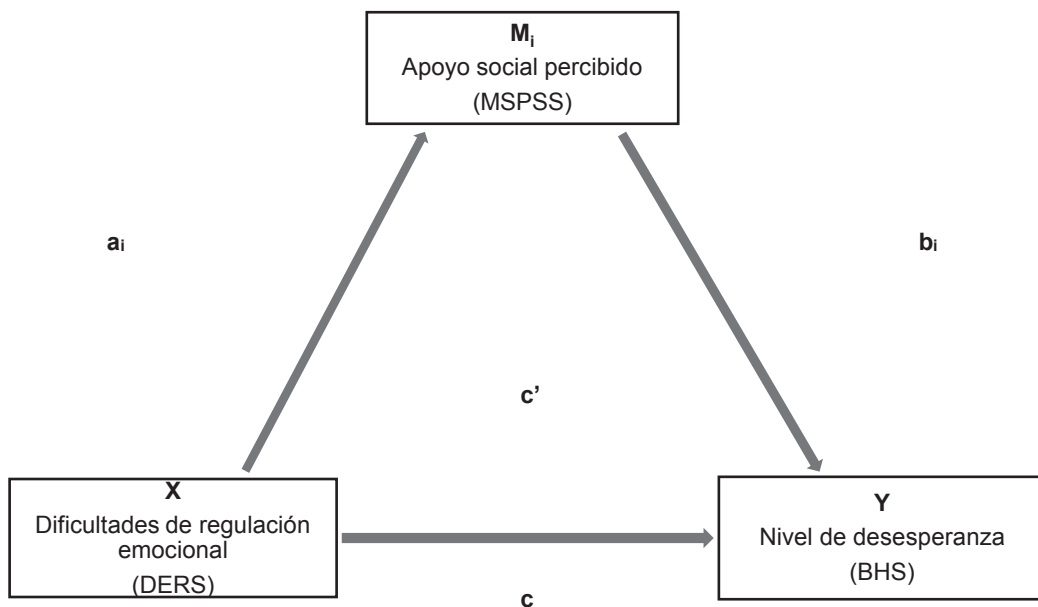 Mi
Apoyo social percibido
(MSPSS)
ai
bi
c’
X
Dificultades de regulación
emocional
(DERS)
Y
Nivel de desesperanza
(BHS)
c